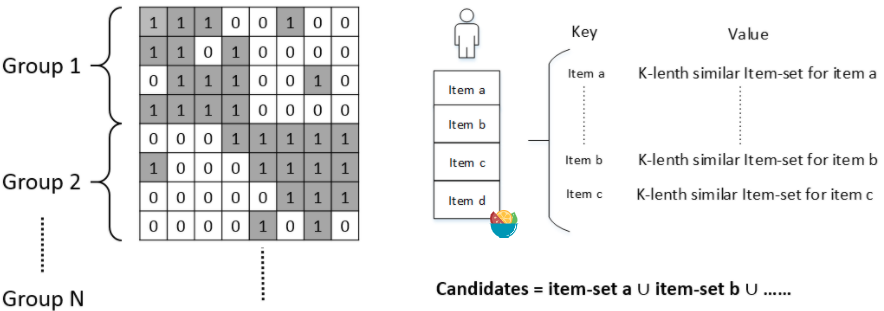 1 1 1 0 0 1 0 0
1 1 0 1 0 0 0 0
Group 1
0 1 1 1 0 0 1 0
1 1 1 1 0 0 0 0
0 0 0 1 1 1 1 1
1 0 0 0 1 1 1 1
Group 2
0 0 0 0 0 1 1 1
0 0 0 0 1 0 1 0
Group N
Item a
Item b
Item c
Item d
Key Value
Item a K-lenth similar Item-set for item a
Item b K-lenth similar Item-set for item b
Item c K-lenth similar Item-set for item c
Candidates = item-set a ∪ item-set b ∪ ......